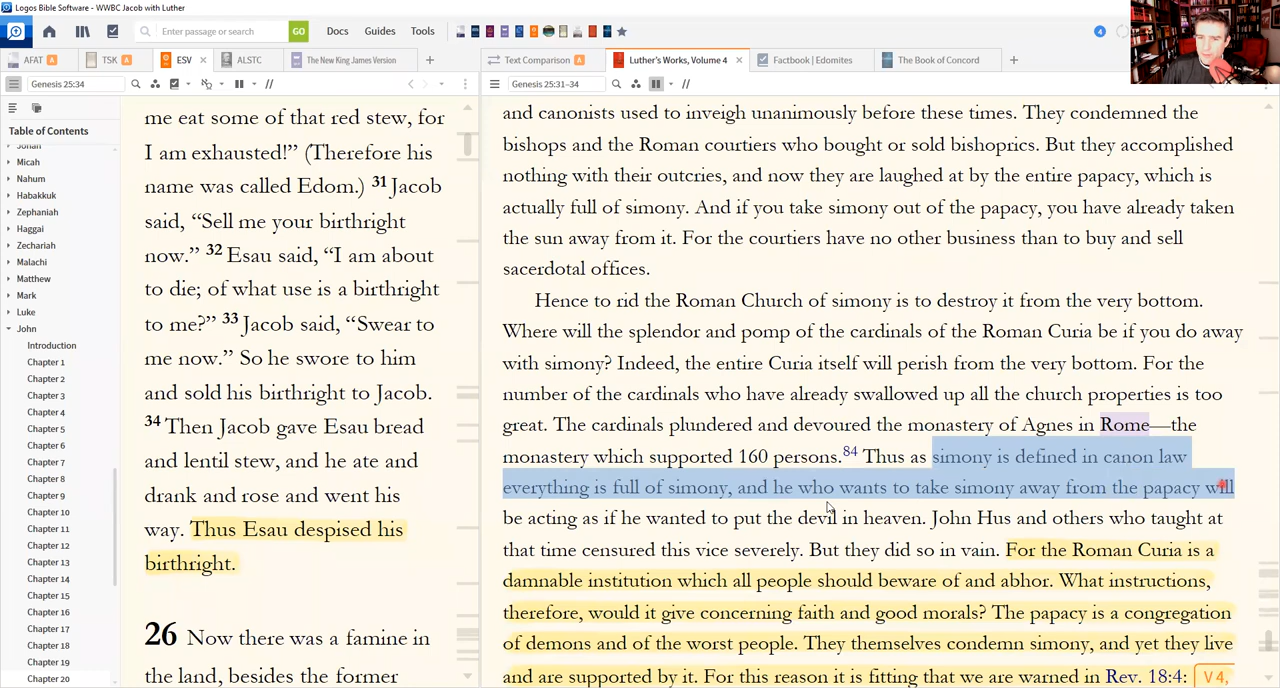 Logos Bible Software - WWBC Jacob with Luther
Enter passage or search
GO
Docs
Guides
Tools
4
AFAT A
TSK A
ESV
ALSTC
The New King James Version
Text Comparison A
Luther's Works, Volume 4
Factbook | Edomites
The Book of Concord
Genesis 25:34
Genesis 25:31–34
Table of Contents
Jonah
Micah
Nahum
Habakkuk
Zephaniah
Haggai
Zechariah
Malachi
Matthew
Mark
Luke
John
Introduction
Chapter 1
Chapter 2
Chapter 3
Chapter 4
Chapter 5
Chapter 6
Chapter 7
Chapter 8
Chapter 9
Chapter 10
Chapter 11
Chapter 12
Chapter 13
Chapter 14
Chapter 15
Chapter 16
Chapter 17
Chapter 18
Chapter 19
Chapter 20
me eat some of that red stew, for
I am exhausted!” (Therefore his
name was called Edom.) 31 Jacob
said, “Sell me your birthright
now.” 32 Esau said, “I am about
to die; of what use is a birthright
to me?” 33 Jacob said, “Swear to
me now.” So he swore to him
and sold his birthright to Jacob.
34 Then Jacob gave Esau bread
and lentil stew, and he ate and
drank and rose and went his
way. Thus Esau despised his
birthright.
26 Now there was a famine in
the land, besides the former
and canonists used to inveigh unanimously before these times. They condemned the
bishops and the Roman courtiers who bought or sold bishoprics. But they accomplished
nothing with their outcries, and now they are laughed at by the entire papacy, which is
actually full of simony. And if you take simony out of the papacy, you have already taken
the sun away from it. For the courtiers have no other business than to buy and sell
sacerdotal offices.
Hence to rid the Roman Church of simony is to destroy it from the very bottom.
Where will the splendor and pomp of the cardinals of the Roman Curia be if you do away
with simony? Indeed, the entire Curia itself will perish from the very bottom. For the
number of the cardinals who have already swallowed up all the church properties is too
great. The cardinals plundered and devoured the monastery of Agnes in Rome—the
monastery which supported 160 persons.84 Thus as simony is defined in canon law
everything is full of simony, and he who wants to take simony away from the papacy will
be acting as if he wanted to put the devil in heaven. John Hus and others who taught at
that time censured this vice severely. But they did so in vain. For the Roman Curia is a
damnable institution which all people should beware of and abhor. What instructions,
therefore, would it give concerning faith and good morals? The papacy is a congregation
of demons and of the worst people. They themselves condemn simony, and yet they live
and are supported by it. For this reason it is fitting that we are warned in Rev. 18:4: V 4,